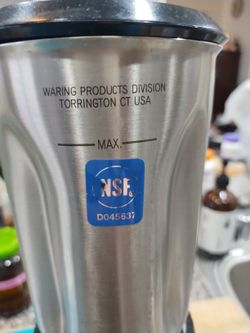 WARING PRODUCTS DIVISION
TORRINGTON CT USA
MAX.
NSF.
D045637